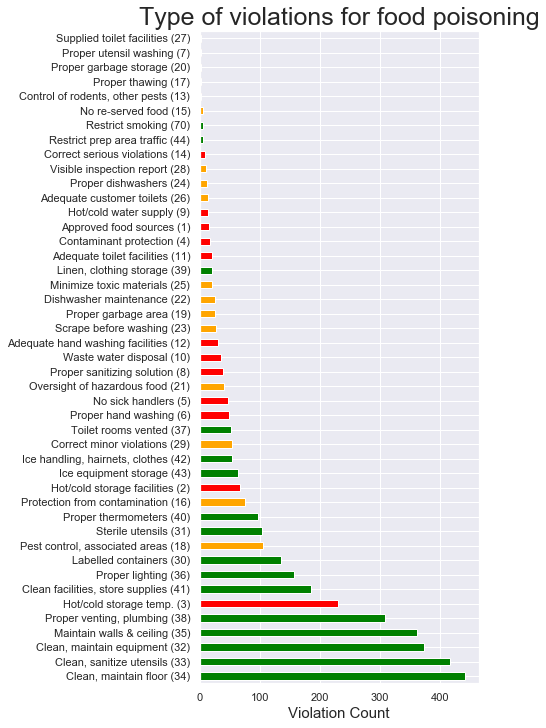 Type of violations for food poisoning
Supplied toilet facilities (27)
Proper utensil washing (7)
Proper garbage storage (20)
Proper thawing (17)
Control of rodents, other pests (13)
No re-served food (15)
Restrict smoking (70)
Restrict prep area traffic (44)
Correct serious violations (14)
Visible inspection report (28)
Proper dishwashers (24)
Adequate customer toilets (26)
Hot/cold water supply (9)
Approved food sources (1)
Contaminant protection (4)
Adequate toilet facilities (11)
Linen, clothing storage (39)
Minimize toxic materials (25)
Dishwasher maintenance (22)
Proper garbage area (19)
Scrape before washing (23)
Adequate hand washing facilities (12)
Waste water disposal (10)
Proper sanitizing solution (8)
Oversight of hazardous food (21)
No sick handlers (5)
Proper hand washing (6)
Toilet rooms vented (37)
Correct minor violations (29)
Ice handling, hairnets, clothes (42)
Ice equipment storage (43)
Hot/cold storage facilities (2)
Protection from contamination (16)
Proper thermometers (40)
Sterile utensils (31)
Pest control, associated areas (18)
Labelled containers (30)
Proper lighting (36)
Clean facilities, store supplies (41)
Hot/cold storage temp. (3)
Proper venting, plumbing (38)
Maintain walls & ceiling (35)
Clean, maintain equipment (32)
Clean, sanitize utensils (33)
Clean, maintain floor (34)
0 100 200 300 400
Violation Count